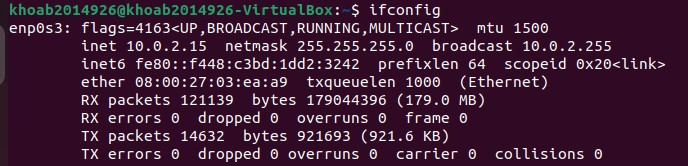 khoab2014926@khoab2014926-VirtualBox:~$ ifconfig
enp0s3: flags=4163<UP,BROADCAST,RUNNING,MULTICAST>  mtu 1500
        inet 10.0.2.15  netmask 255.255.255.0  broadcast 10.0.2.255
        inet6 fe80::f448:c3bd:1dd2:3242  prefixlen 64  scopeid 0x20<link>
        ether 08:00:27:03:ea:a9  txqueuelen 1000  (Ethernet)
        RX packets 121139  bytes 179044396 (179.0 MB)
        RX errors 0  dropped 0  overruns 0  frame 0
        TX packets 14632  bytes 921693 (921.6 KB)
        TX errors 0  dropped 0 overruns 0  carrier 0  collisions 0